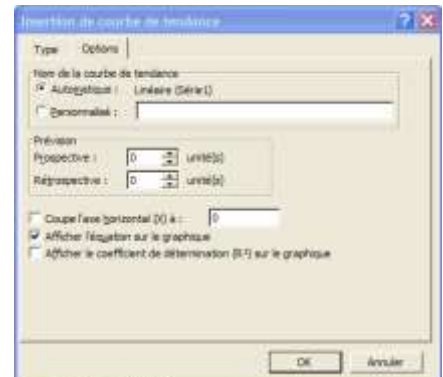 Insertion de courbe de tendance
Type Options
Nom de la courbe de tendance
Automatique : Linéaire (Série1)
Personnalisé :
Prévision
Prospective : 0 unité(s)
Rétrospective : 0 unité(s)
Coupe l'axe horizontal (X) à : 0
Afficher l'équation sur le graphique
Afficher le coefficient de détermination (R²) sur le graphique
OK Annuler